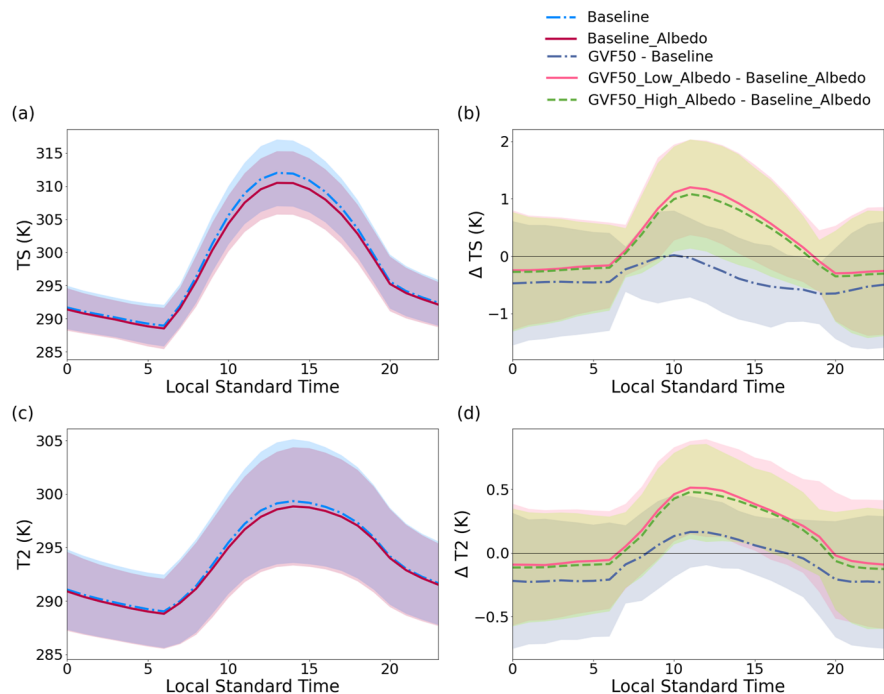 Baseline
Baseline_Albedo
GVF50 - Baseline
GVF50_Low_Albedo - Baseline_Albedo
GVF50_High_Albedo - Baseline_Albedo
(a)
315
310
305
300
295
290
285
TS (K)
0 5 10 15 20
Local Standard Time
(b)
2
1
0
−1
Δ TS (K)
0 5 10 15 20
Local Standard Time
(c)
305
300
295
290
285
T2 (K)
0 5 10 15 20
Local Standard Time
(d)
0.5
0.0
−0.5
Δ T2 (K)
0 5 10 15 20
Local Standard Time